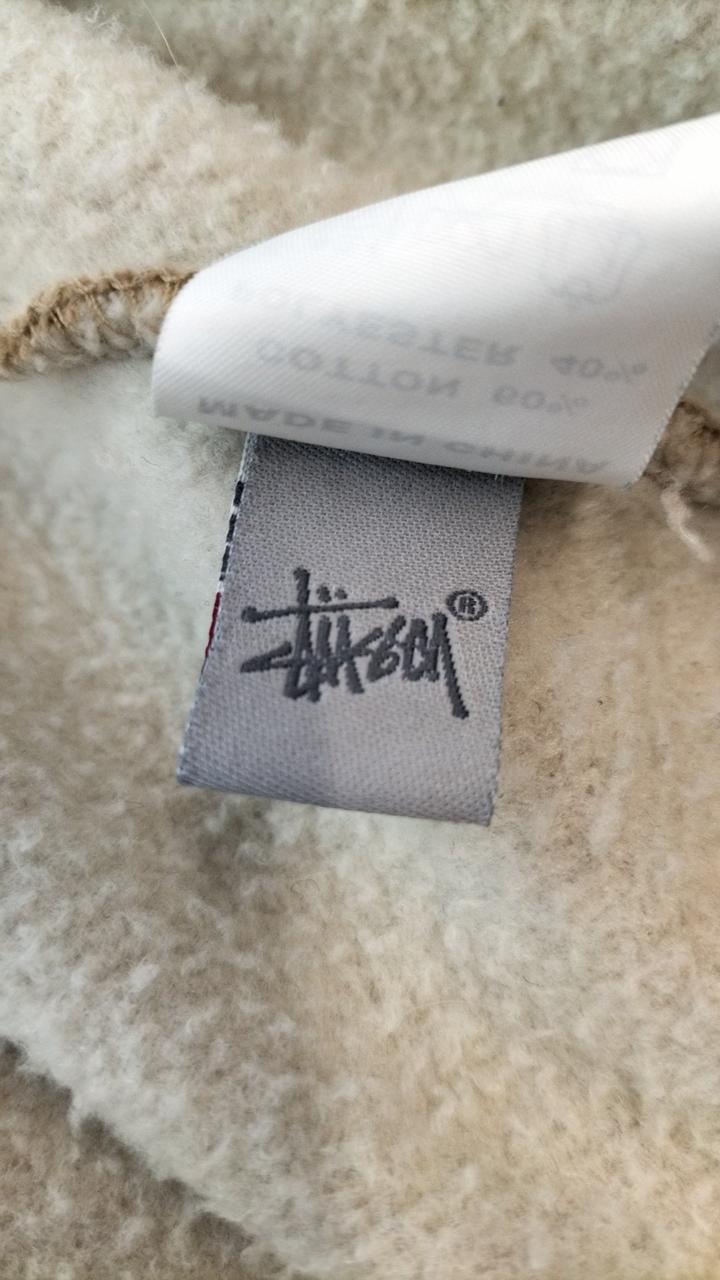 POLYESTER 40%
COTTON 60%
MADE IN CHINA
Stüssy ®